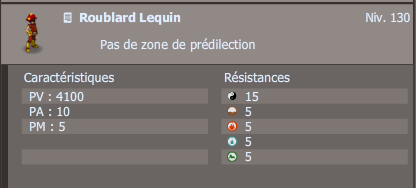 Roublard Lequin Niv. 130
Pas de zone de prédilection
Caractéristiques Résistances
PV : 4100 15
PA : 10 5
PM : 5 5
5
5